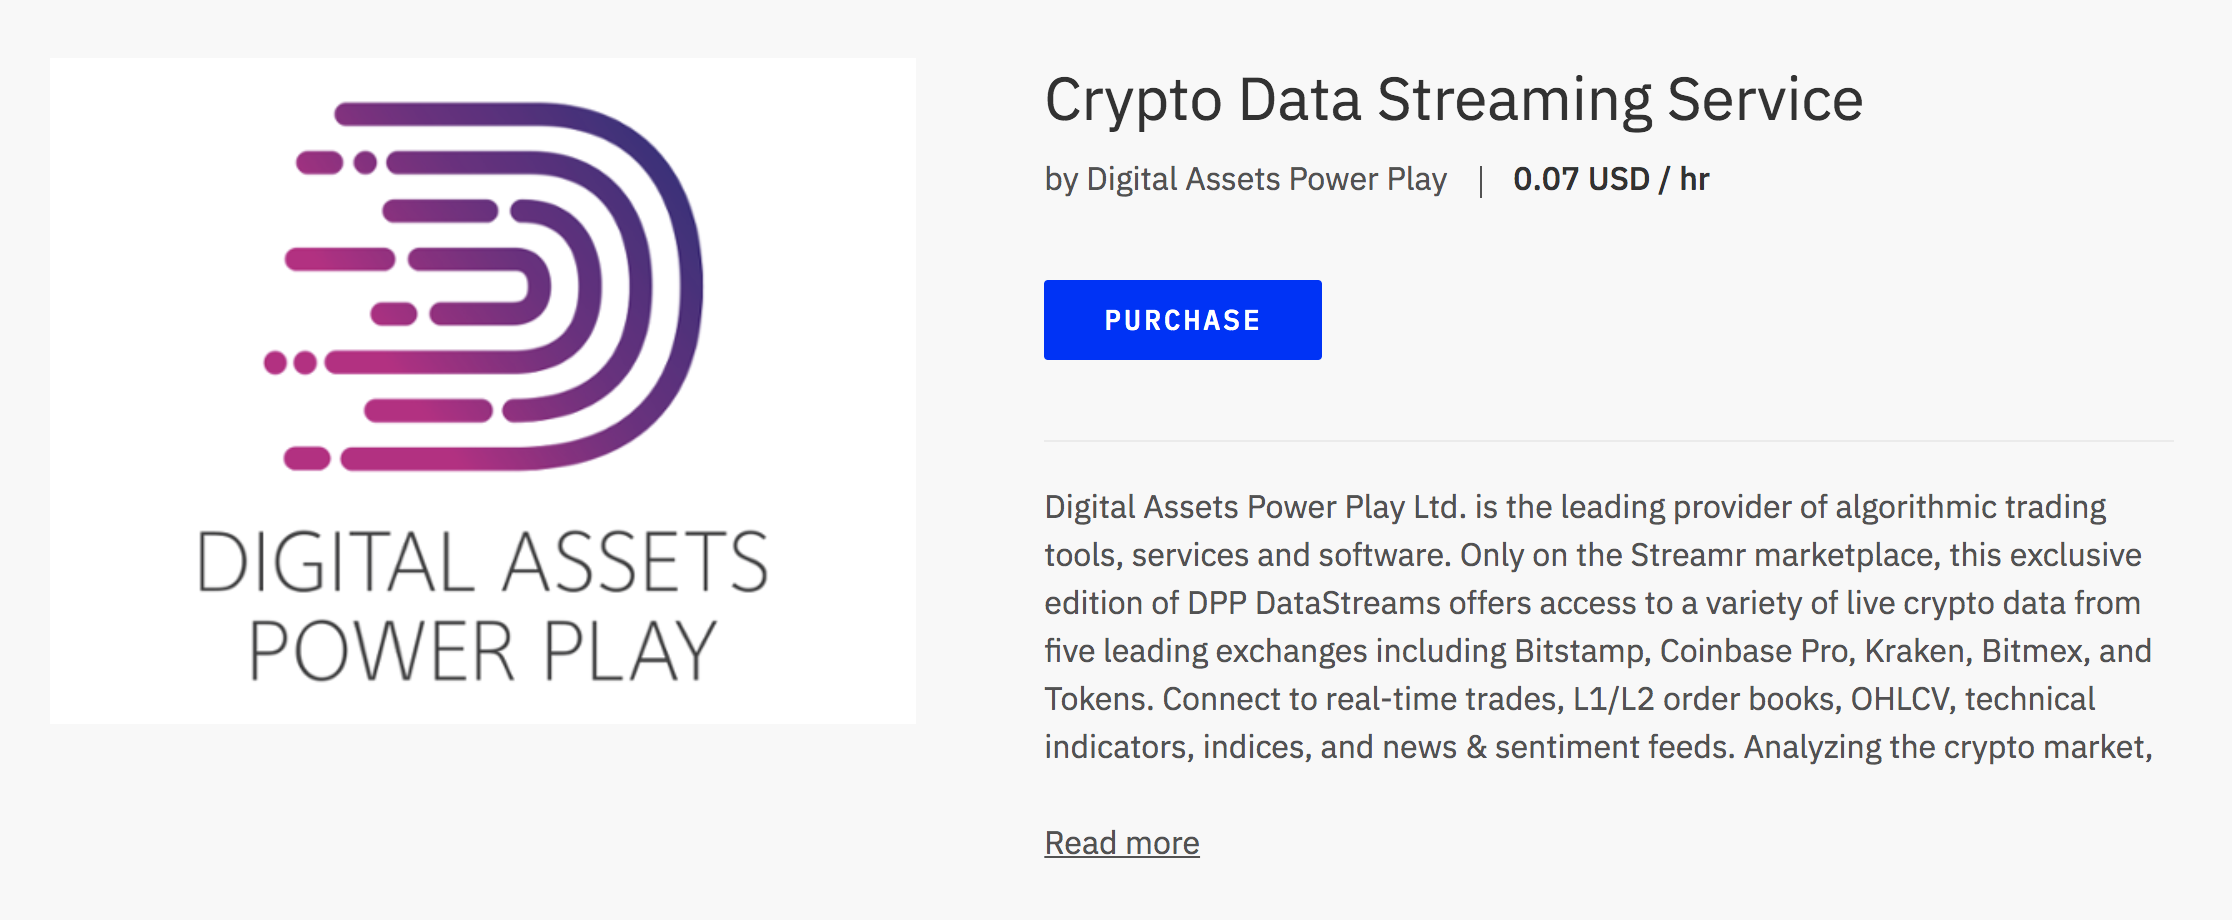 DIGITAL ASSETS
POWER PLAY
Crypto Data Streaming Service
by Digital Assets Power Play | 0.07 USD / hr
PURCHASE
Digital Assets Power Play Ltd. is the leading provider of algorithmic trading
tools, services and software. Only on the Streamr marketplace, this exclusive
edition of DPP DataStreams offers access to a variety of live crypto data from
five leading exchanges including Bitstamp, Coinbase Pro, Kraken, Bitmex, and
Tokens. Connect to real-time trades, L1/L2 order books, OHLCV, technical
indicators, indices, and news & sentiment feeds. Analyzing the crypto market,
Read more